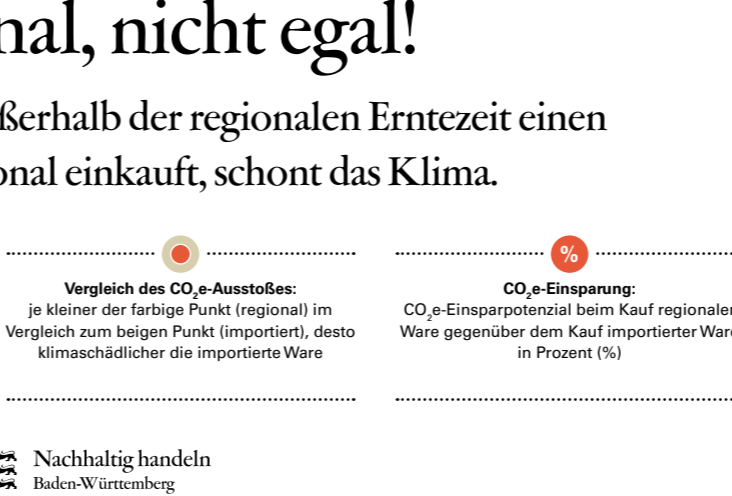 nal, nicht egal!
ßerhalb der regionalen Erntezeit einen
onal einkauft, schont das Klima.
Vergleich des CO₂e-Ausstoßes:
je kleiner der farbige Punkt (regional) im
Vergleich zum beigen Punkt (importiert), desto
klimaschädlicher die importierte Ware
%
CO₂e-Einsparung:
CO₂e-Einsparpotenzial beim Kauf regionaler
Ware gegenüber dem Kauf importierter Ware
in Prozent (%)
Nachhaltig handeln
Baden-Württemberg